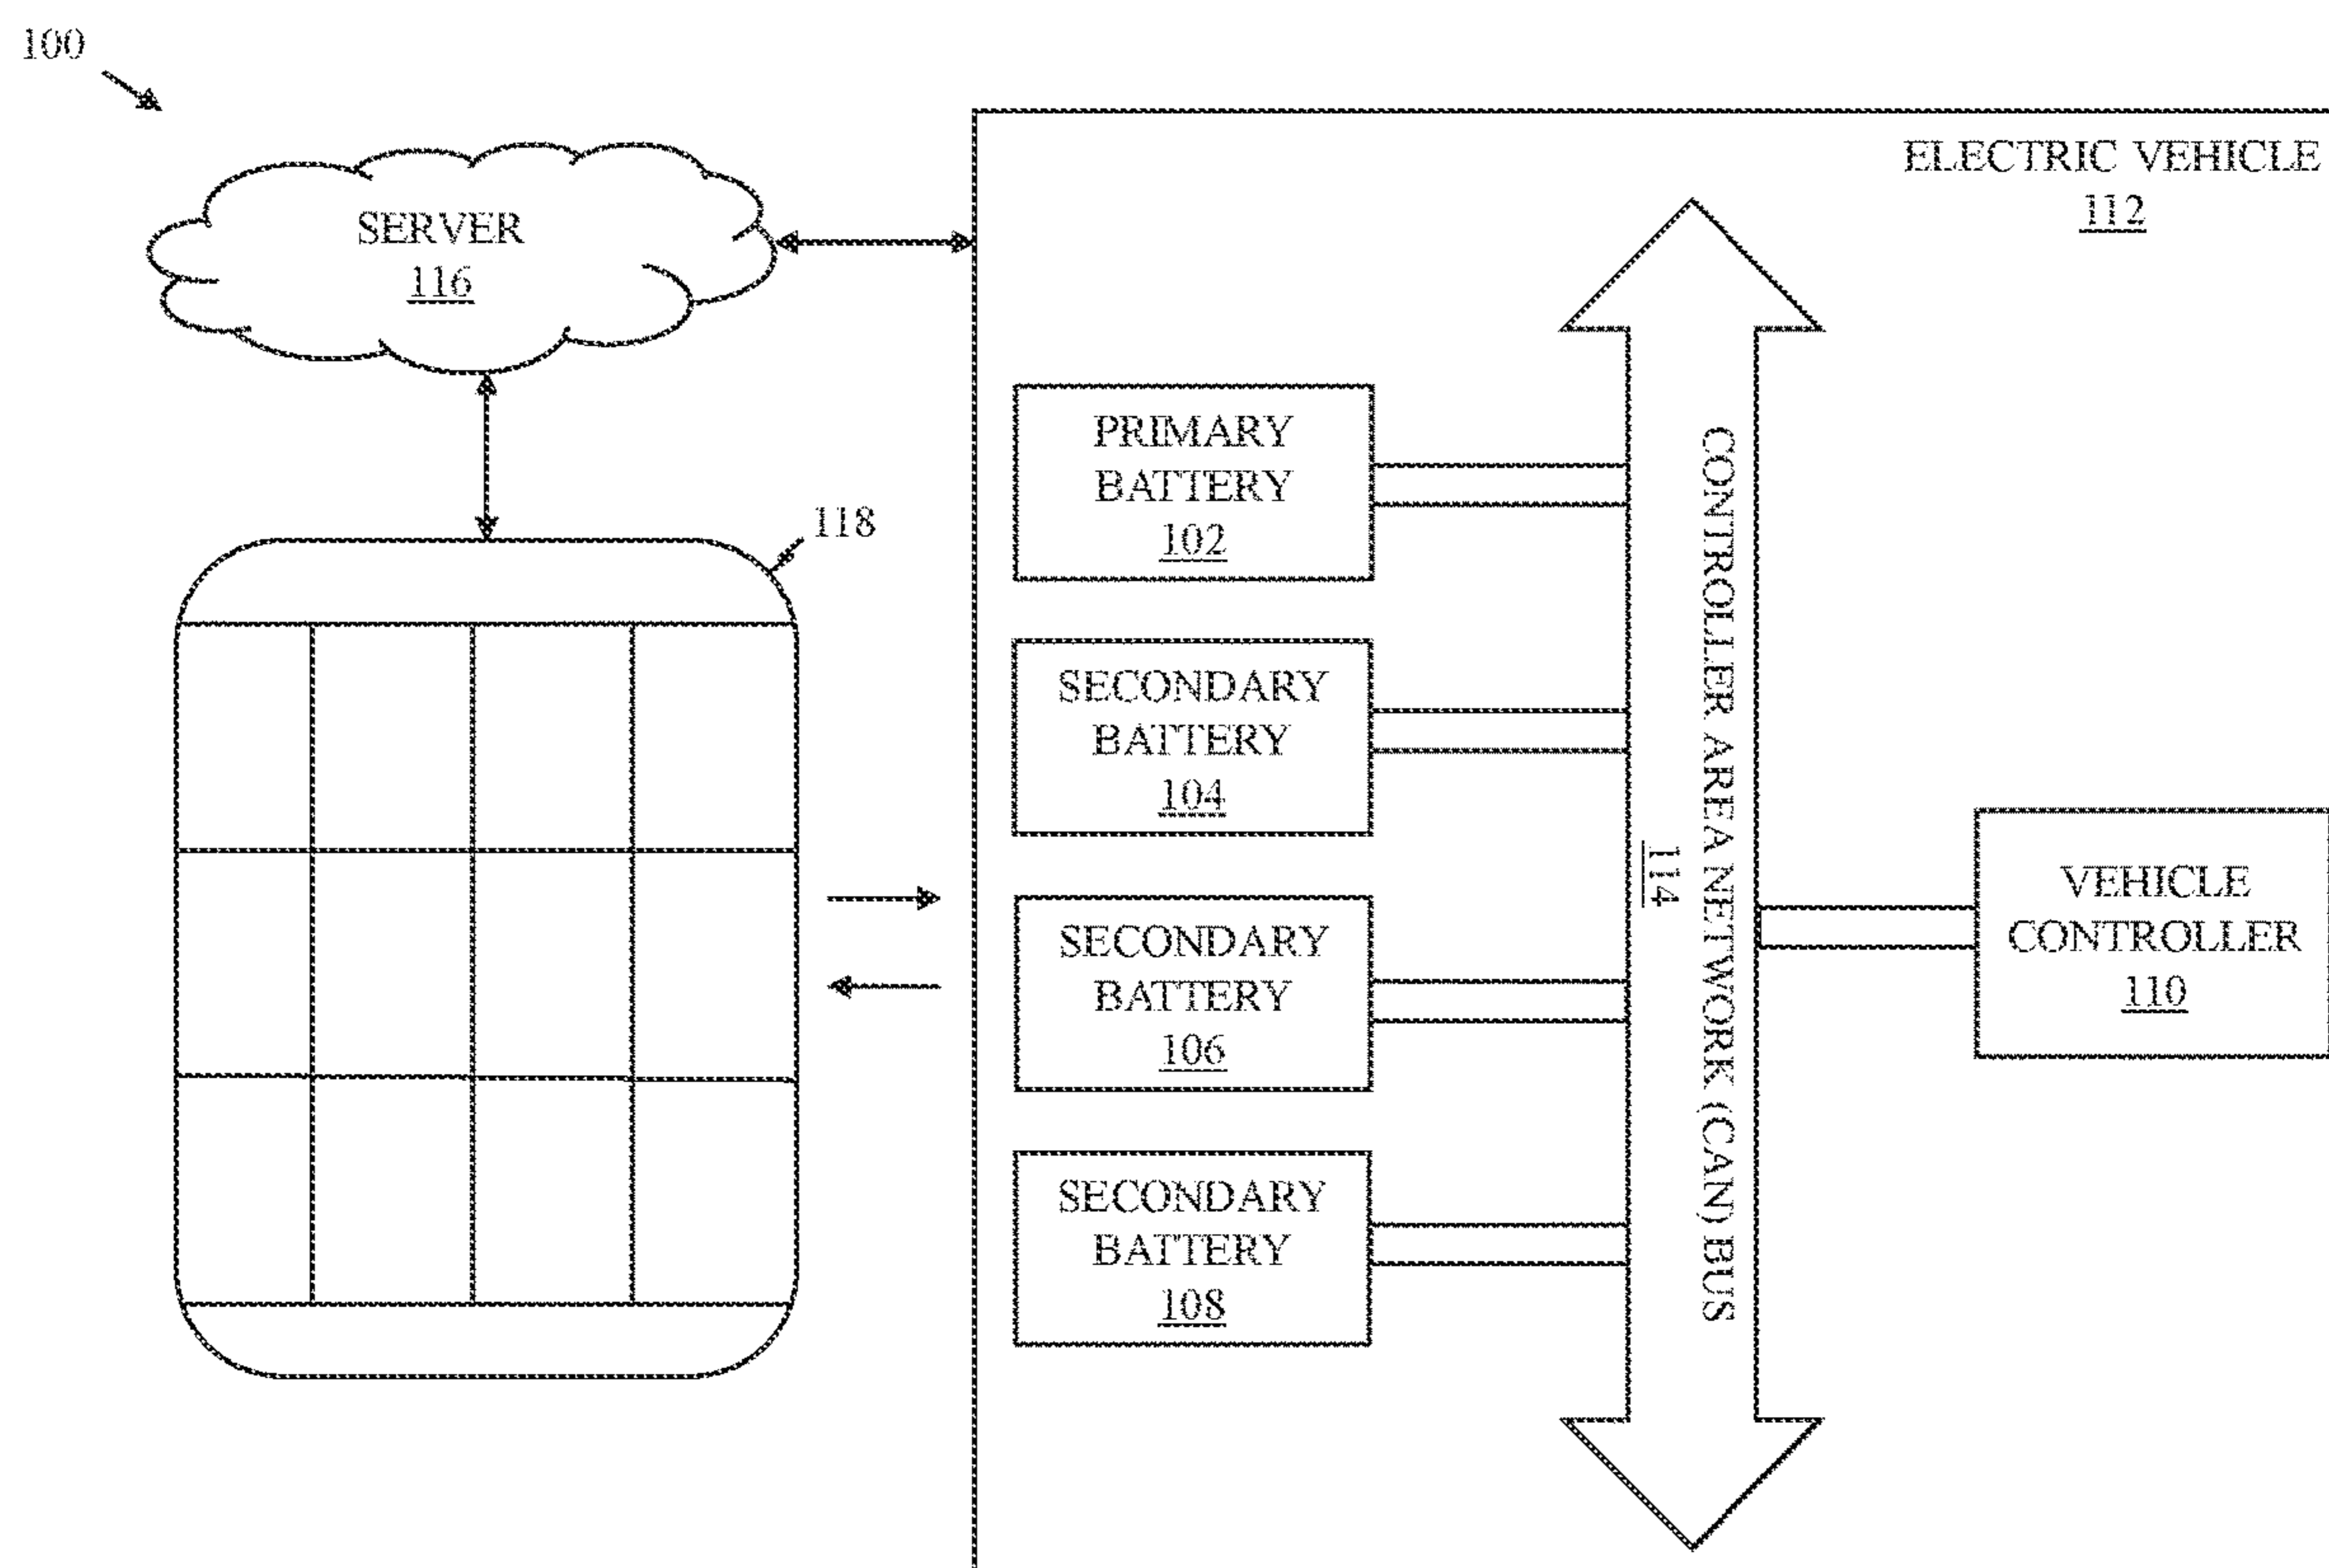 100
SERVER
116
118
ELECTRIC VEHICLE
112
PRIMARY
BATTERY
102
SECONDARY
BATTERY
104
SECONDARY
BATTERY
106
SECONDARY
BATTERY
108
CONTROLLER AREA NETWORK (CAN) BUS
114
VEHICLE
CONTROLLER
110